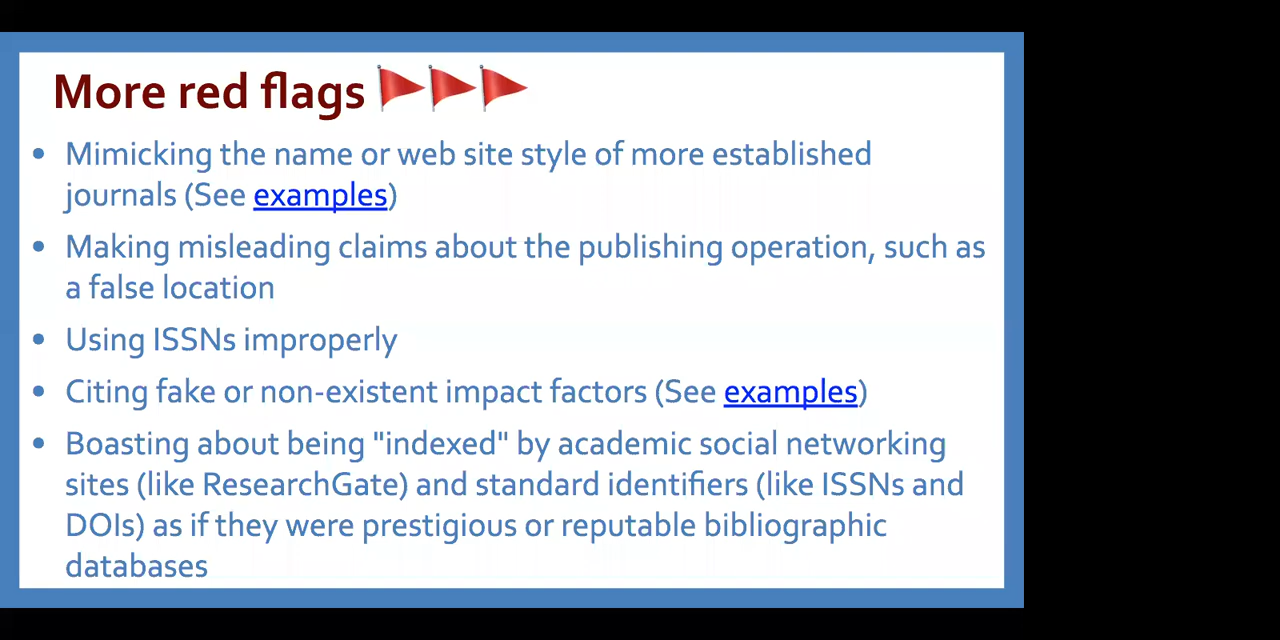 More red flags
• Mimicking the name or web site style of more established
journals (See examples)
• Making misleading claims about the publishing operation, such as
a false location
• Using ISSNs improperly
• Citing fake or non-existent impact factors (See examples)
• Boasting about being "indexed" by academic social networking
sites (like ResearchGate) and standard identifiers (like ISSNs and
DOIs) as if they were prestigious or reputable bibliographic
databases